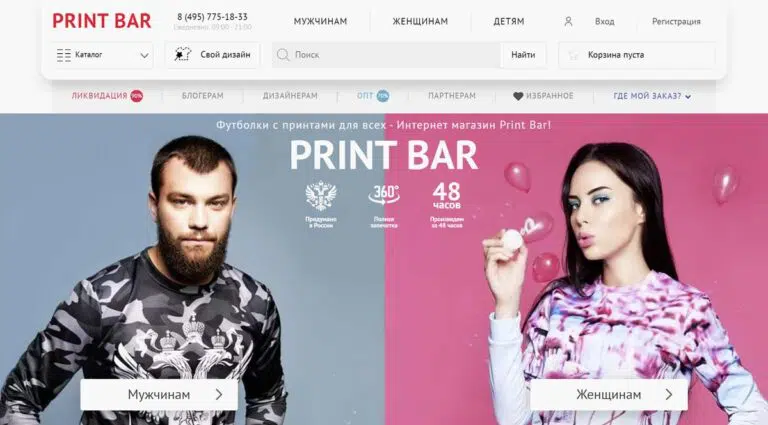 PRINT BAR
8 (495) 775-18-33
Ежедневно, 09:00 - 21:00
МУЖЧИНАМ
ЖЕНЩИНАМ
ДЕТЯМ
Вход
Регистрация
Каталог
Свой дизайн
Поиск
Найти
Корзина пуста
ЛИКВИДАЦИЯ 90%
БЛОГЕРАМ
ДИЗАЙНЕРАМ
ОПТ 70%
ПАРТНЕРАМ
ИЗБРАННОЕ
ГДЕ МОЙ ЗАКАЗ?
Футболки с принтами для всех - Интернет магазин Print Bar!
PRINT BAR
360°
48
часов
Придумано
в России
Полная
запечатка
Произведем
за 48 часов
Мужчинам
Женщинам